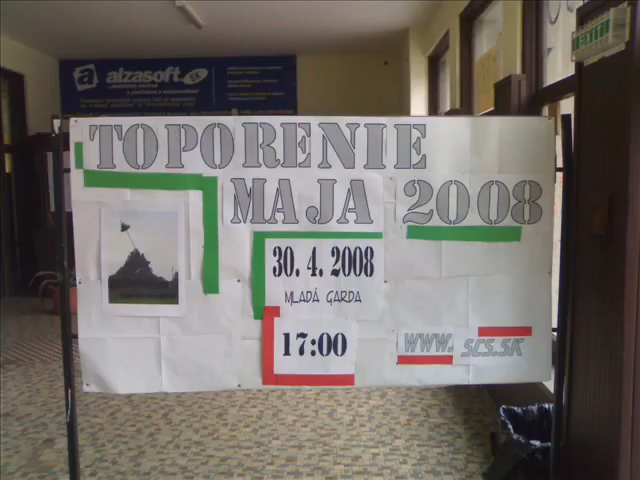 alzasoft SK
TOPORENIE
MAJA 2008
30. 4. 2008
MLADÁ GARDA
17:00
WWW. SCS.SK